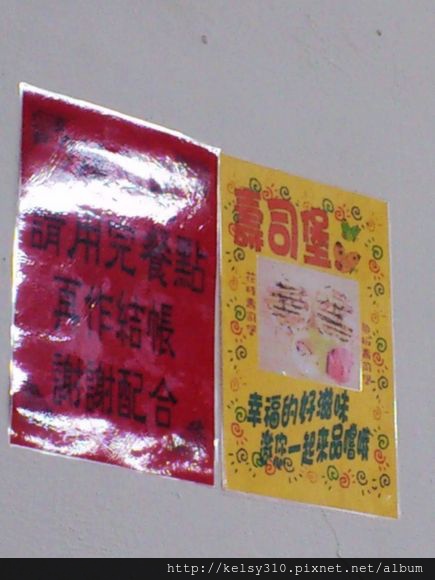 請用完餐點
再作結帳
謝謝配合
壽司堡
幸福的好滋味
邀您一起來品嚐哦
http://kelsy310.pixnet.net/album